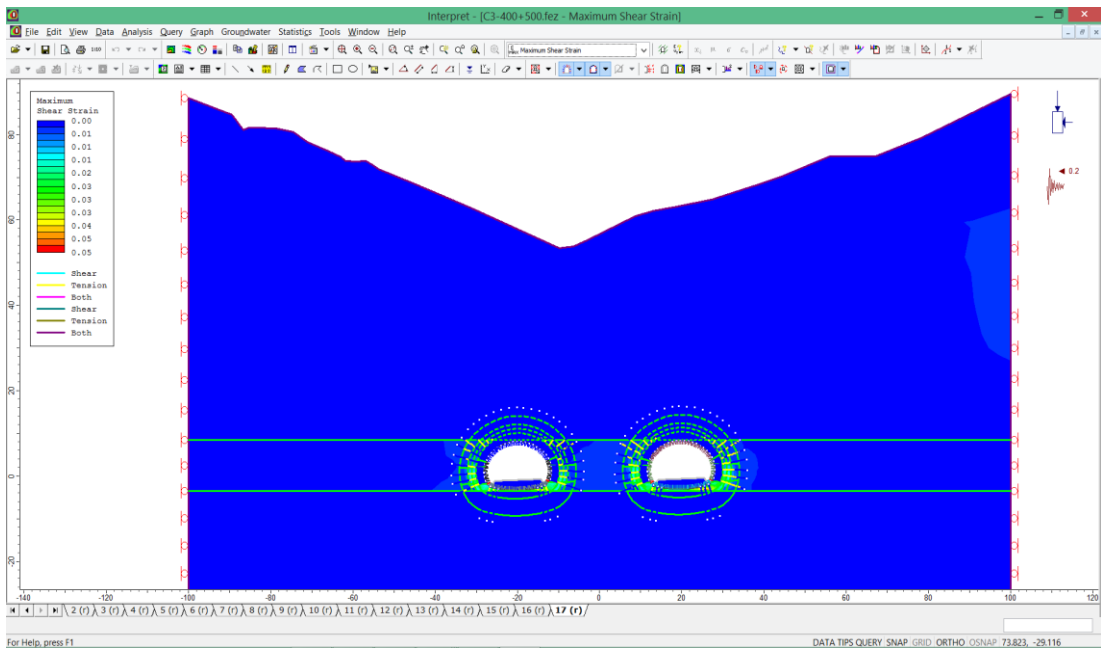 Interpret - [C3-400+500.fez - Maximum Shear Strain]
File Edit View Data Analysis Query Graph Groundwater Statistics Tools Window Help
Maximum Shear Strain
Maximum
Shear Strain
0.00
0.01
0.01
0.01
0.02
0.03
0.03
0.03
0.04
0.05
0.05
Shear
Tension
Both
Shear
Tension
Both
0.2
80
60
40
20
0
-20
-140 -120 -100 -80 -60 -40 -20 0 20 40 60 80 100 120
2 (r) 3 (r) 4 (r) 5 (r) 6 (r) 7 (r) 8 (r) 9 (r) 10 (r) 11 (r) 12 (r) 13 (r) 14 (r) 15 (r) 16 (r) 17 (r)
For Help, press F1
DATA TIPS QUERY SNAP GRID ORTHO OSNAP 73.823, -29.116